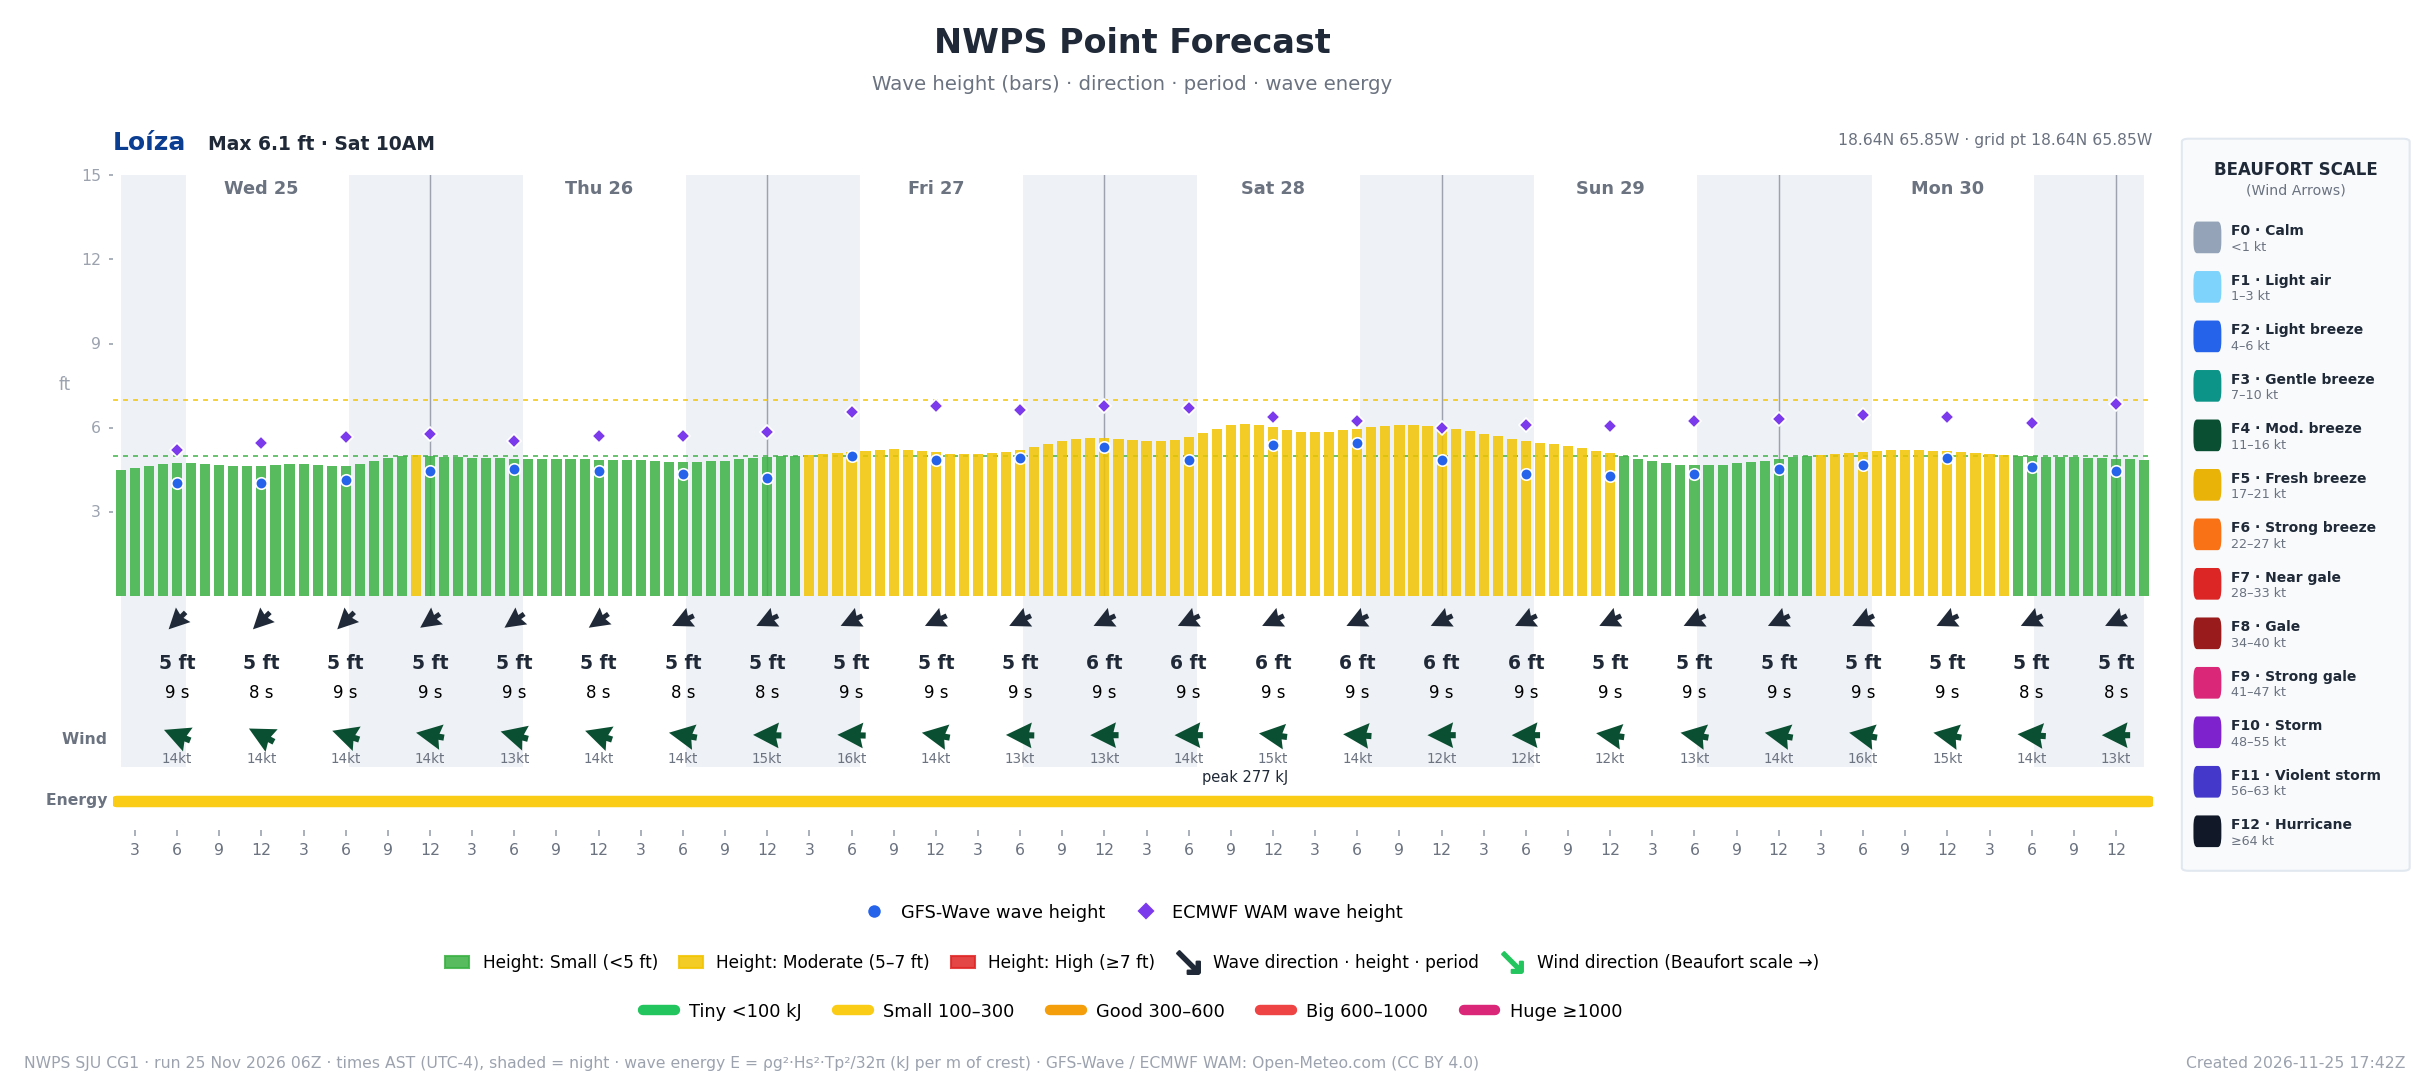 NWPS Point Forecast
Wave height (bars) · direction · period · wave energy
Loíza Max 6.1 ft · Sat 10AM
18.64N 65.85W · grid pt 18.64N 65.85W
Wed 25 Thu 26 Fri 27 Sat 28 Sun 29 Mon 30
15
12
9
ft
6
3
5 ft 5 ft 5 ft 5 ft 5 ft 5 ft 5 ft 5 ft 5 ft 5 ft 5 ft 6 ft 6 ft 6 ft 6 ft 6 ft 6 ft 5 ft 5 ft 5 ft 5 ft 5 ft 5 ft 5 ft
9 s 8 s 9 s 9 s 9 s 8 s 8 s 8 s 9 s 9 s 9 s 9 s 9 s 9 s 9 s 9 s 9 s 9 s 9 s 9 s 9 s 9 s 8 s 8 s
Wind
14kt 14kt 14kt 14kt 13kt 14kt 14kt 15kt 16kt 14kt 13kt 13kt 14kt 15kt 14kt 12kt 12kt 12kt 13kt 14kt 16kt 15kt 14kt 13kt
peak 277 kJ
Energy
3 6 9 12 3 6 9 12 3 6 9 12 3 6 9 12 3 6 9 12 3 6 9 12 3 6 9 12 3 6 9 12 3 6 9 12 3 6 9 12 3 6 9 12 3 6 9 12
BEAUFORT SCALE
(Wind Arrows)
F0 · Calm
<1 kt
F1 · Light air
1–3 kt
F2 · Light breeze
4–6 kt
F3 · Gentle breeze
7–10 kt
F4 · Mod. breeze
11–16 kt
F5 · Fresh breeze
17–21 kt
F6 · Strong breeze
22–27 kt
F7 · Near gale
28–33 kt
F8 · Gale
34–40 kt
F9 · Strong gale
41–47 kt
F10 · Storm
48–55 kt
F11 · Violent storm
56–63 kt
F12 · Hurricane
≥64 kt
GFS-Wave wave height ECMWF WAM wave height
Height: Small (<5 ft) Height: Moderate (5–7 ft) Height: High (≥7 ft) Wave direction · height · period Wind direction (Beaufort scale →)
Tiny <100 kJ Small 100–300 Good 300–600 Big 600–1000 Huge ≥1000
NWPS SJU CG1 · run 25 Nov 2026 06Z · times AST (UTC-4), shaded = night · wave energy E = ρg²·Hs²·Tp²/32π (kJ per m of crest) · GFS-Wave / ECMWF WAM: Open-Meteo.com (CC BY 4.0)
Created 2026-11-25 17:42Z